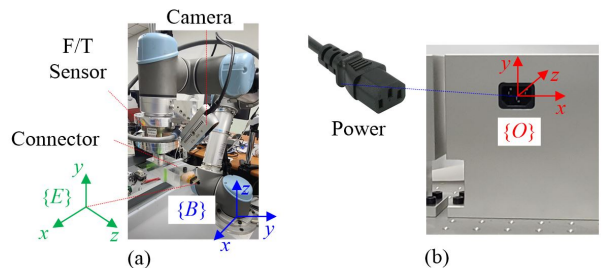 Camera
F/T
Sensor
Connector
y
{E}
x
z
{B}
z
y
x
(a)
Power
y
z
x
{O}
(b)